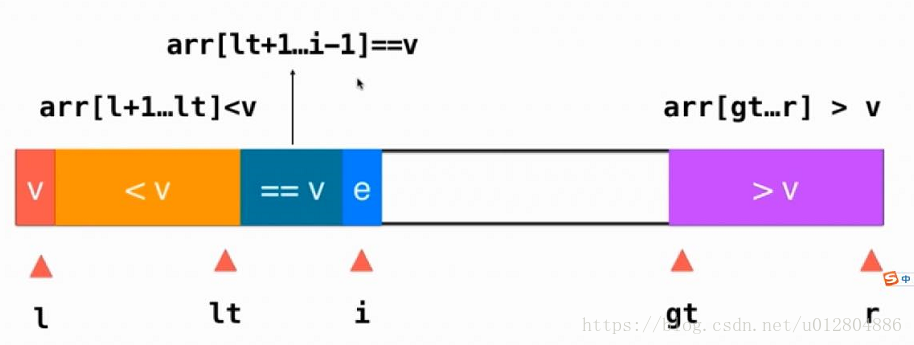 arr[lt+1…i-1]==v
arr[l+1…lt]<v
arr[gt…r] > v
v
< v
== v
e
> v
l
lt
i
gt
r
S 中
https://blog.csdn.net/u012804886